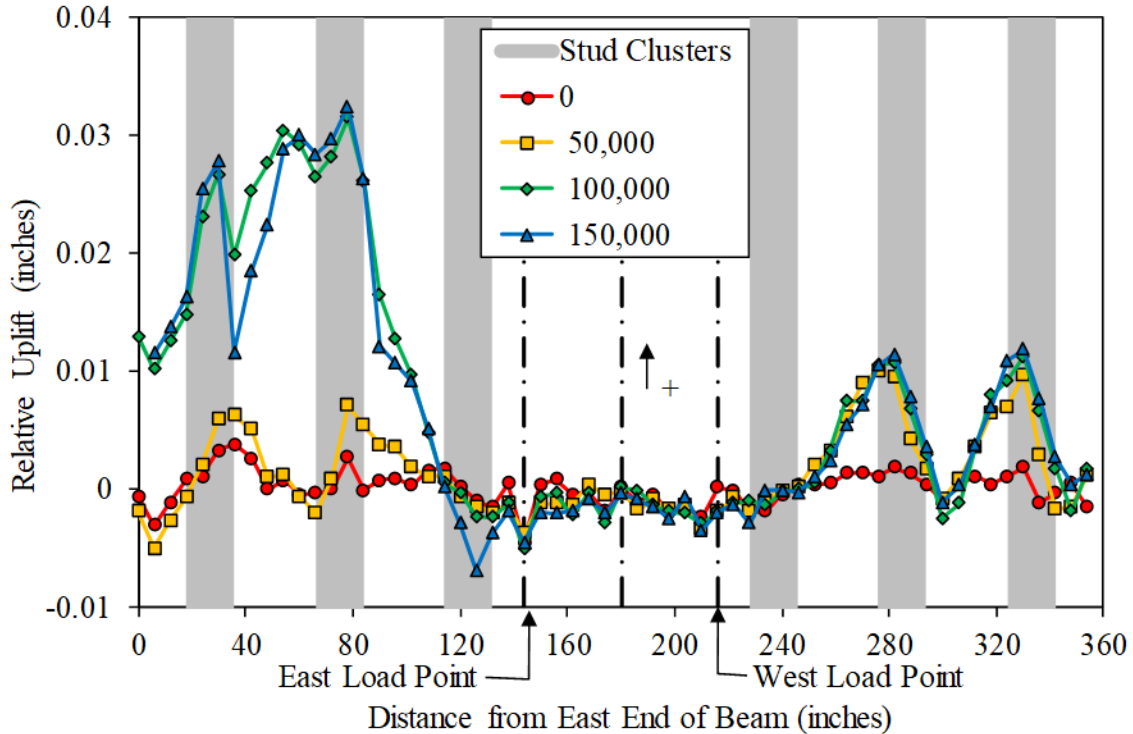 0.04
0.03
0.02
0.01
0
-0.01
Relative Uplift (inches)
Stud Clusters
0
50,000
100,000
150,000
+
0 40 80 120 160 200 240 280 320 360
East Load Point
West Load Point
Distance from East End of Beam (inches)